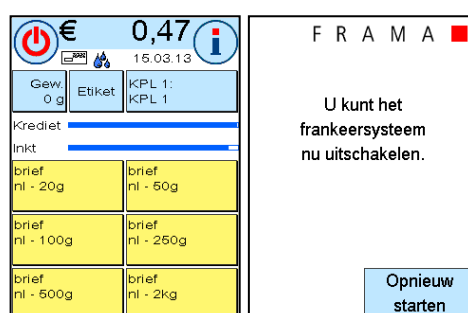 € 0,47
15.03.13
Gew.
0 g
Etiket
KPL 1:
KPL 1
Krediet
Inkt
brief
nl - 20g
brief
nl - 50g
brief
nl - 100g
brief
nl - 250g
brief
nl - 500g
brief
nl - 2kg
FRAMA
U kunt het
frankeersysteem
nu uitschakelen.
Opnieuw
starten